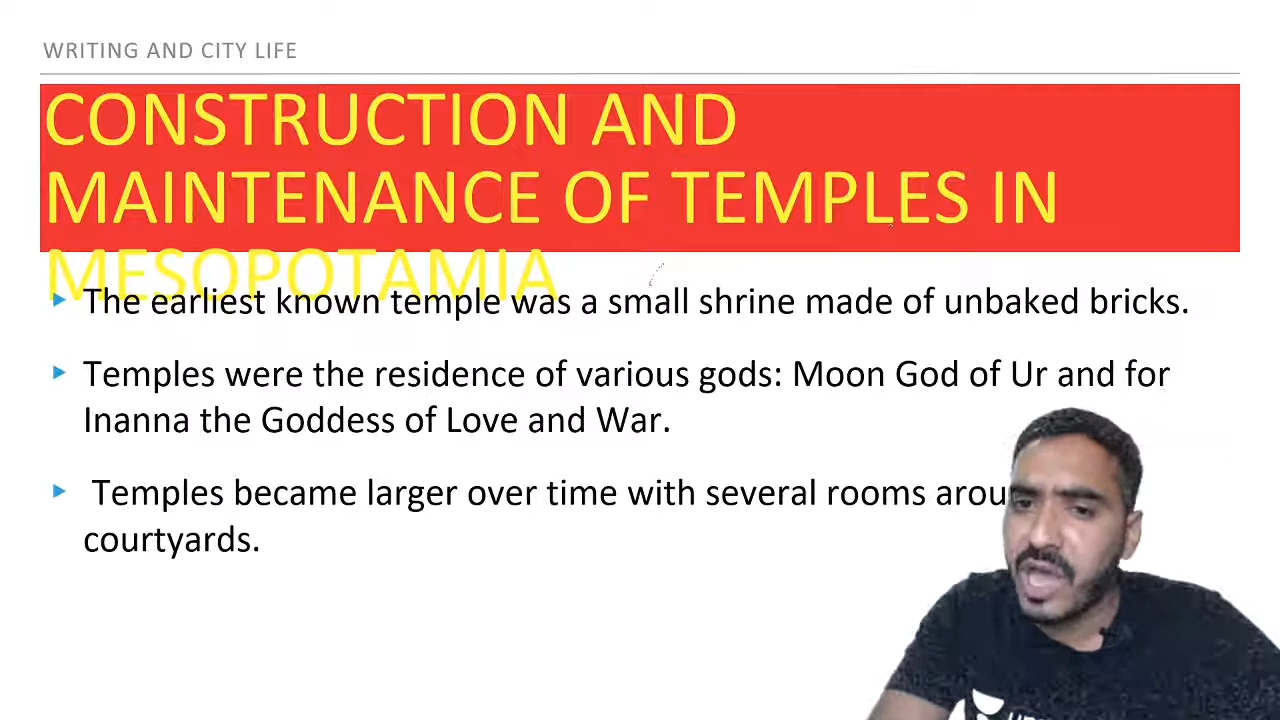 WRITING AND CITY LIFE
CONSTRUCTION AND
MAINTENANCE OF TEMPLES IN
MESOPOTAMIA
The earliest known temple was a small shrine made of unbaked bricks.
Temples were the residence of various gods: Moon God of Ur and for
Inanna the Goddess of Love and War.
Temples became larger over time with several rooms
courtyards.